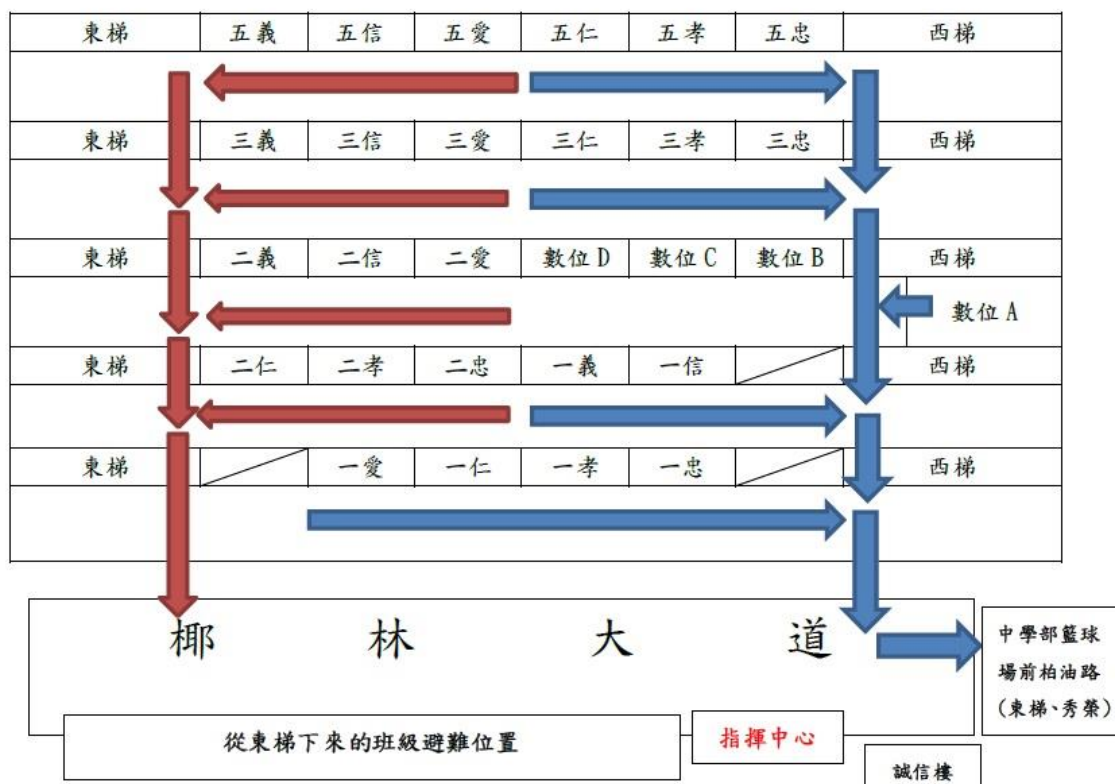 東梯 五義 五信 五愛 五仁 五孝 五忠 西梯
東梯 三義 三信 三愛 三仁 三孝 三忠 西梯
東梯 二義 二信 二愛 數位 D 數位 C 數位 B 西梯
數位 A
東梯 二仁 二孝 二忠 一義 一信 西梯
東梯 一愛 一仁 一孝 一忠 西梯
椰林大道
中學部籃球
場前柏油路
(東梯、秀榮)
從東梯下來的班級避難位置
指揮中心
誠信樓